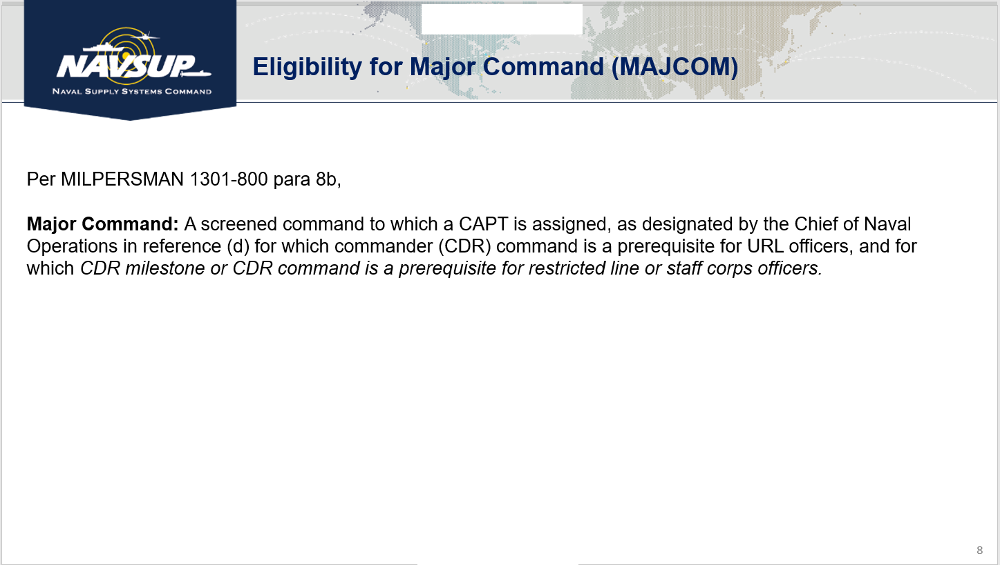 NAVSUP
NAVAL SUPPLY SYSTEMS COMMAND
Eligibility for Major Command (MAJCOM)
Per MILPERSMAN 1301-800 para 8b,
Major Command: A screened command to which a CAPT is assigned, as designated by the Chief of Naval
Operations in reference (d) for which commander (CDR) command is a prerequisite for URL officers, and for
which CDR milestone or CDR command is a prerequisite for restricted line or staff corps officers.
8